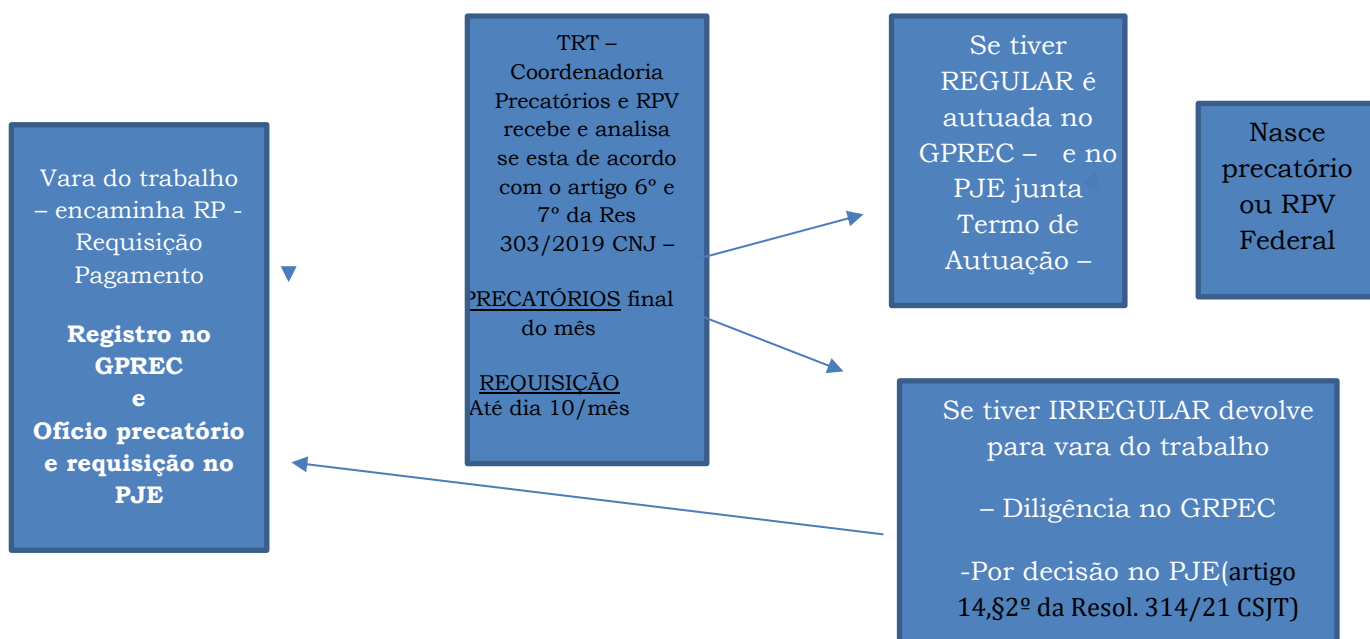 Vara do trabalho
– encaminha RP -
Requisição
Pagamento
Registro no
GPREC
e
Ofício precatório
e requisição no
PJE
TRT –
Coordenadoria
Precatórios e RPV
recebe e analisa
se esta de acordo
com o artigo 6º e
7º da Res
303/2019 CNJ –
PRECATÓRIOS final
do mês
REQUISIÇÃO
Até dia 10/mês
Se tiver
REGULAR é
autuada no
GPREC – e no
PJE junta
Termo de
Autuação –
Nasce
precatório
ou RPV
Federal
Se tiver IRREGULAR devolve
para vara do trabalho
– Diligência no GRPEC
-Por decisão no PJE(artigo
14,§2º da Resol. 314/21 CSJT)